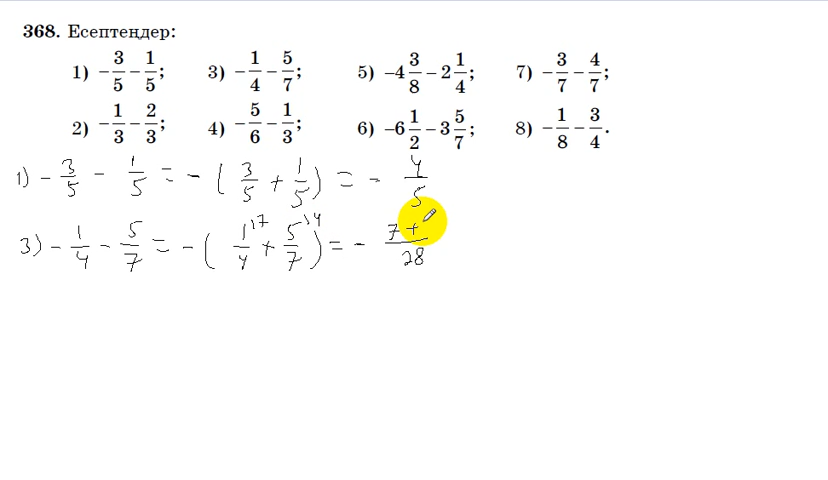 368. Есептеңдер:
1) −3/5 − 1/5; 3) −1/4 − 5/7; 5) −4 3/8 − 2 1/4; 7) −3/7 − 4/7;
2) −1/3 − 2/3; 4) −5/6 − 1/3; 6) −6 1/2 − 3 5/7; 8) −1/8 − 3/4.
1) − 3/5 − 1/5 = − (3/5 + 1/5) = − 4/5
3) − 1/4 − 5/7 = − (1/4 \7 + 5/7 \4) = − 7 + /28